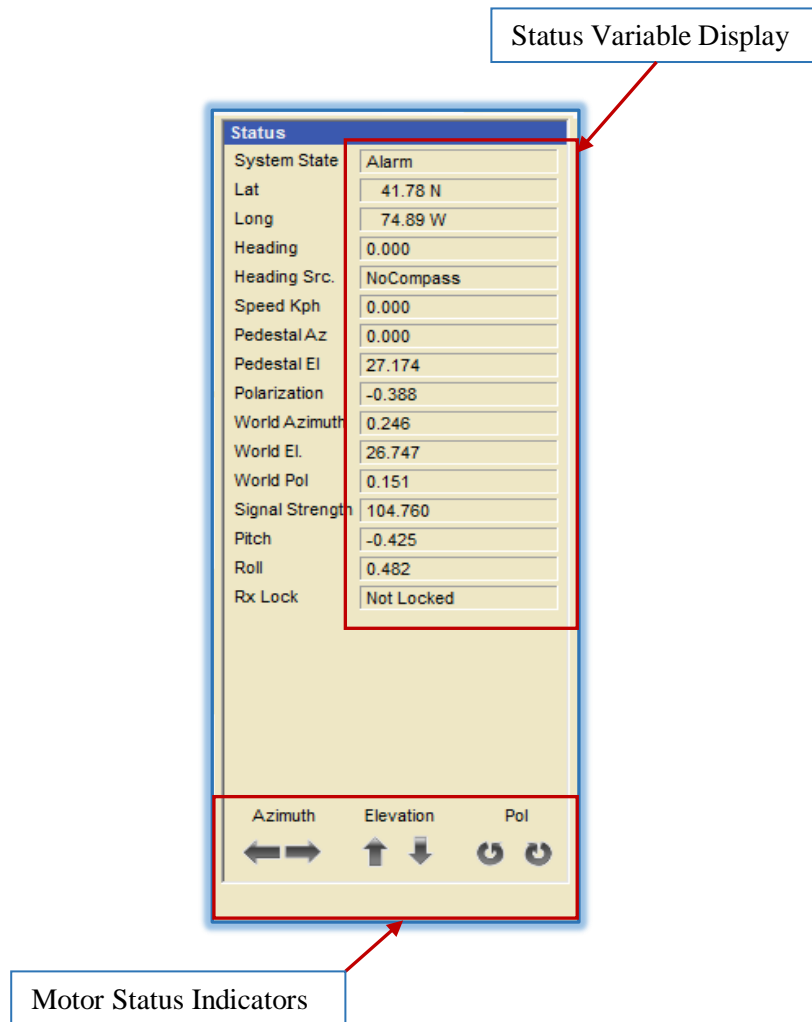 Status Variable Display
Status
System State Alarm
Lat 41.78 N
Long 74.89 W
Heading 0.000
Heading Src. NoCompass
Speed Kph 0.000
Pedestal Az 0.000
Pedestal El 27.174
Polarization -0.388
World Azimuth 0.246
World El. 26.747
World Pol 0.151
Signal Strength 104.760
Pitch -0.425
Roll 0.482
Rx Lock Not Locked
Azimuth Elevation Pol
Motor Status Indicators